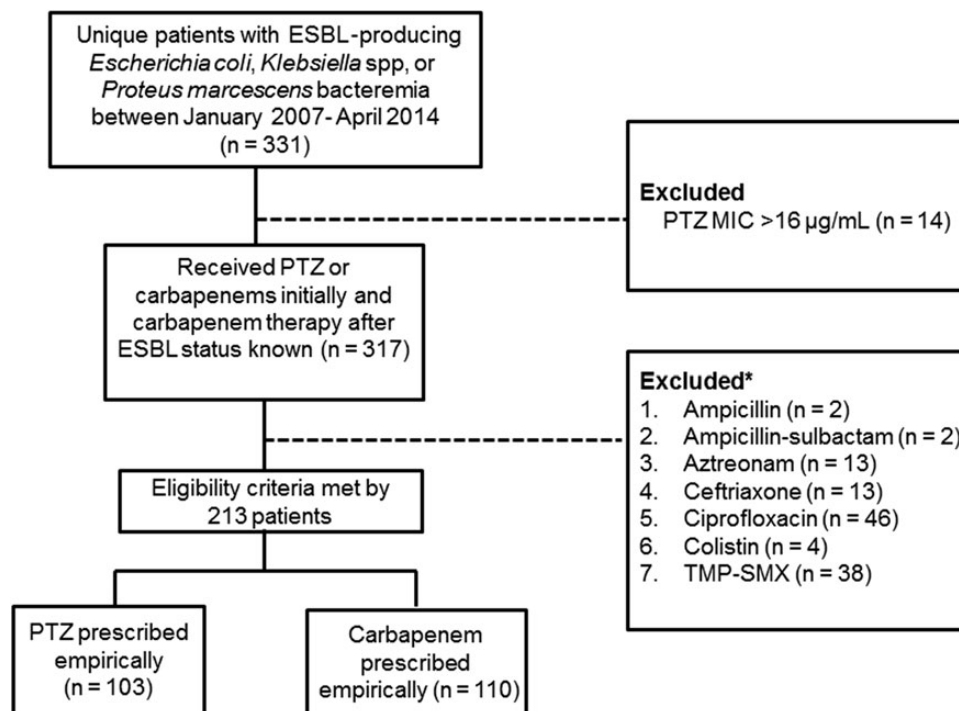 Unique patients with ESBL-producing
Escherichia coli, Klebsiella spp, or
Proteus marcescens bacteremia
between January 2007- April 2014
(n = 331)
Excluded
PTZ MIC >16 µg/mL (n = 14)
Received PTZ or
carbapenems initially and
carbapenem therapy after
ESBL status known (n = 317)
Excluded*
1. Ampicillin (n = 2)
2. Ampicillin-sulbactam (n = 2)
3. Aztreonam (n = 13)
4. Ceftriaxone (n = 13)
5. Ciprofloxacin (n = 46)
6. Colistin (n = 4)
7. TMP-SMX (n = 38)
Eligibility criteria met by
213 patients
PTZ prescribed
empirically
(n = 103)
Carbapenem
prescribed
empirically (n = 110)